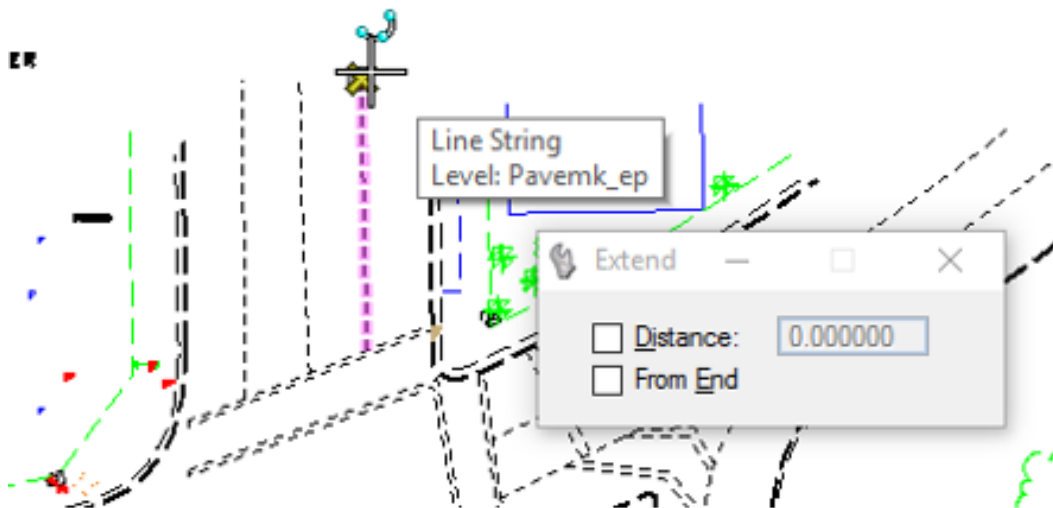 ER
Line String
Level: Pavemk_ep
Extend
Distance: 0.000000
From End